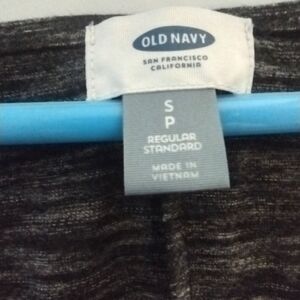 OLD NAVY
SAN FRANCISCO
CALIFORNIA
S
P
REGULAR
STANDARD
MADE IN
VIETNAM